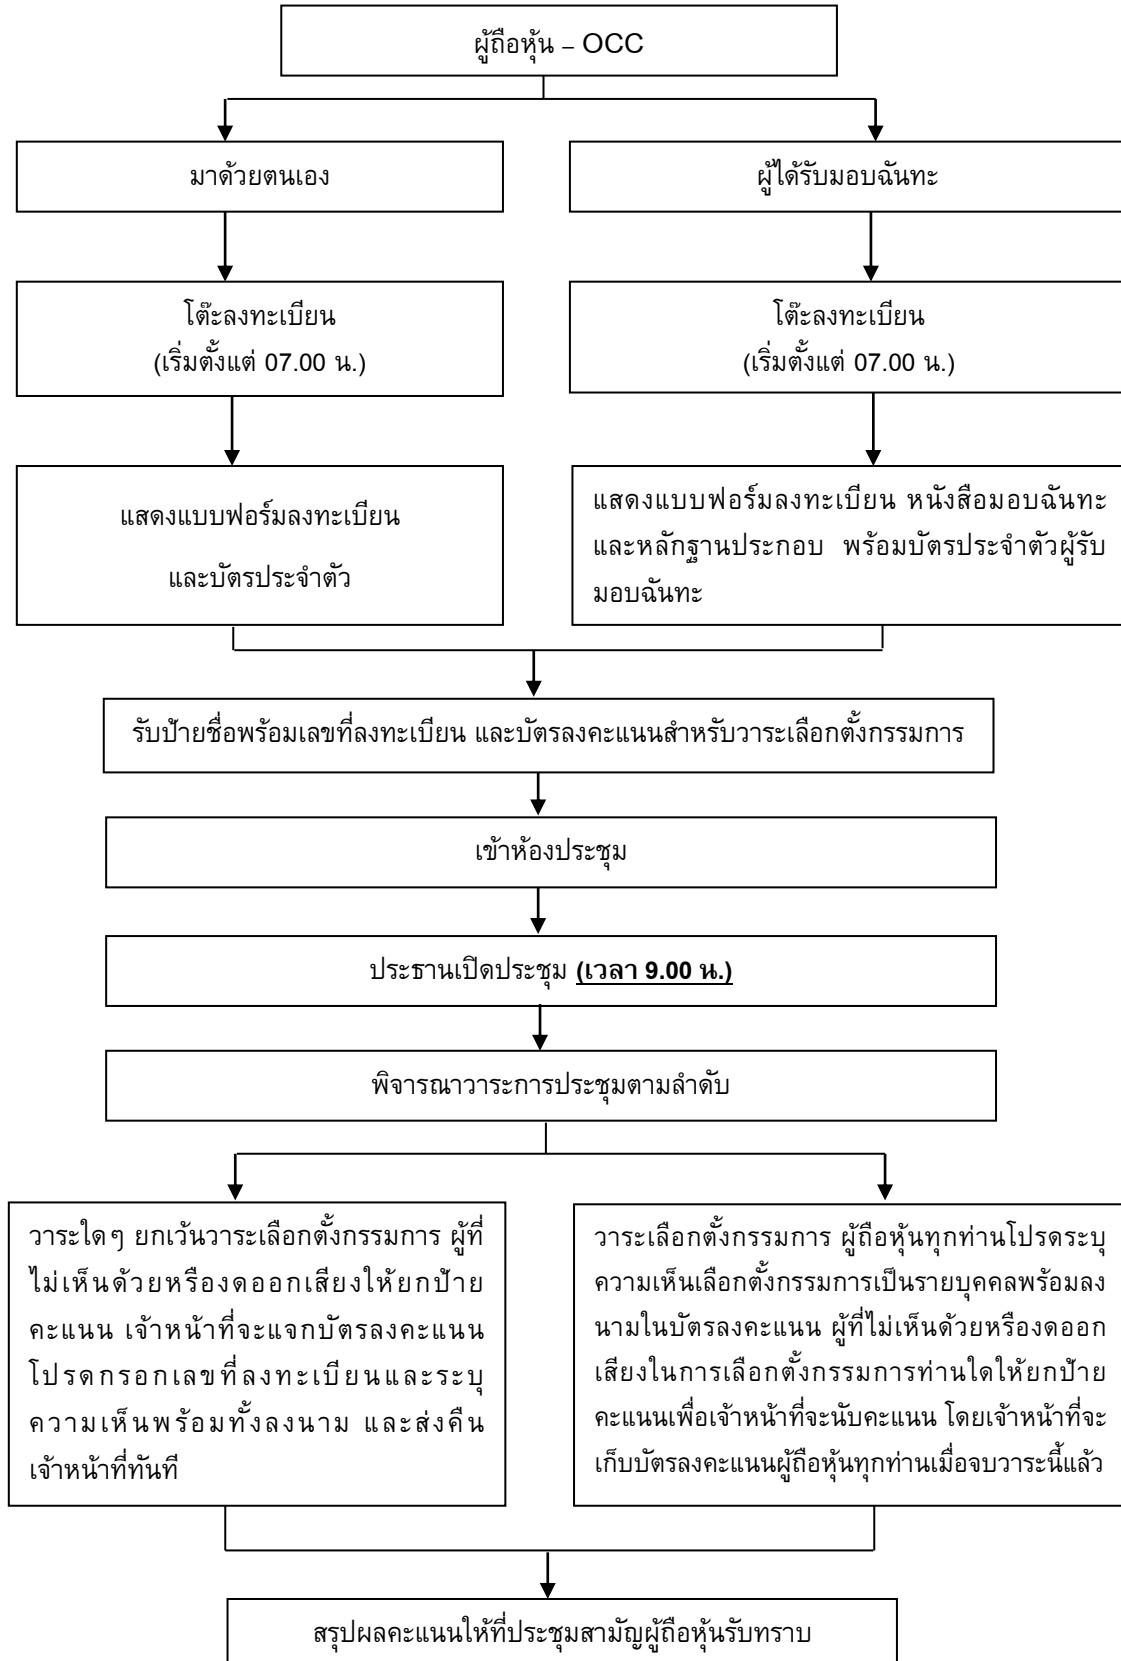 ผู้ถือหุ้น – OCC
มาด้วยตนเอง
ผู้ได้รับมอบฉันทะ
โต๊ะลงทะเบียน
(เริ่มตั้งแต่ 07.00 น.)
โต๊ะลงทะเบียน
(เริ่มตั้งแต่ 07.00 น.)
แสดงแบบฟอร์มลงทะเบียน
และบัตรประจำตัว
แสดงแบบฟอร์มลงทะเบียน หนังสือมอบฉันทะ
และหลักฐานประกอบ พร้อมบัตรประจำตัวผู้รับ
มอบฉันทะ
รับป้ายชื่อพร้อมเลขที่ลงทะเบียน และบัตรลงคะแนนสำหรับวาระเลือกตั้งกรรมการ
เข้าห้องประชุม
ประธานเปิดประชุม (เวลา 9.00 น.)
พิจารณาวาระการประชุมตามลำดับ
วาระใดๆ ยกเว้นวาระเลือกตั้งกรรมการ ผู้ที่
ไม่เห็นด้วยหรืองดออกเสียงให้ยกป้าย
คะแนน เจ้าหน้าที่จะแจกบัตรลงคะแนน
โปรดกรอกเลขที่ลงทะเบียนและระบุ
ความเห็นพร้อมทั้งลงนาม และส่งคืน
เจ้าหน้าที่ทันที
วาระเลือกตั้งกรรมการ ผู้ถือหุ้นทุกท่านโปรดระบุ
ความเห็นเลือกตั้งกรรมการเป็นรายบุคคลพร้อมลง
นามในบัตรลงคะแนน ผู้ที่ไม่เห็นด้วยหรืองดออก
เสียงในการเลือกตั้งกรรมการท่านใดให้ยกป้าย
คะแนนเพื่อเจ้าหน้าที่จะนับคะแนน โดยเจ้าหน้าที่จะ
เก็บบัตรลงคะแนนผู้ถือหุ้นทุกท่านเมื่อจบวาระนี้แล้ว
สรุปผลคะแนนให้ที่ประชุมสามัญผู้ถือหุ้นรับทราบ